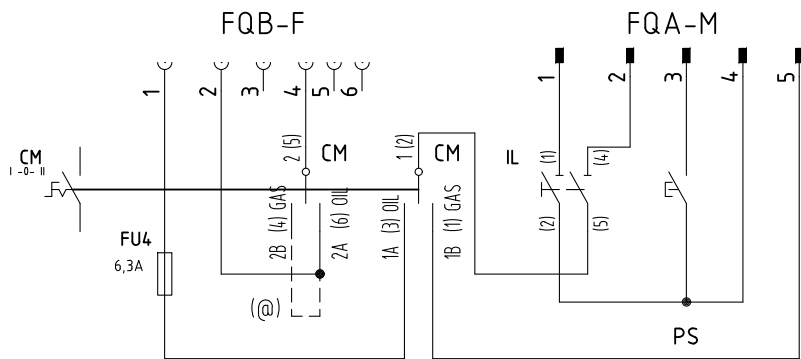 FQB-F
FQA-M
1
2
3
4
5
6
1
2
3
4
5
CM
I -0- II
2 (5)
CM
1 (2)
CM
IL
(1)
(4)
2B (4) GAS
2A (6) OIL
1A (3) OIL
1B (1) GAS
(2)
(5)
FU4
6,3A
(@)
PS